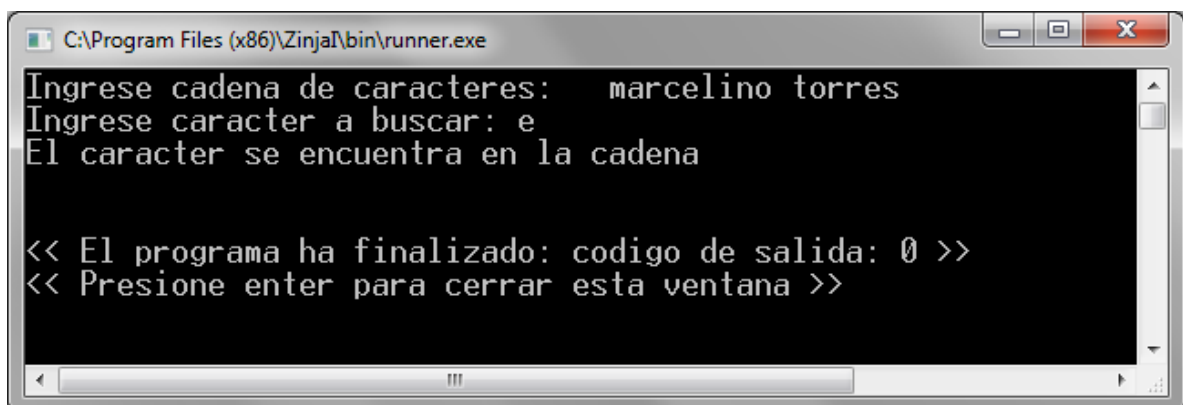 C:\Program Files (x86)\ZinjaI\bin\runner.exe
Ingrese cadena de caracteres:   marcelino torres
Ingrese caracter a buscar: e
El caracter se encuentra en la cadena
<< El programa ha finalizado: codigo de salida: 0 >>
<< Presione enter para cerrar esta ventana >>